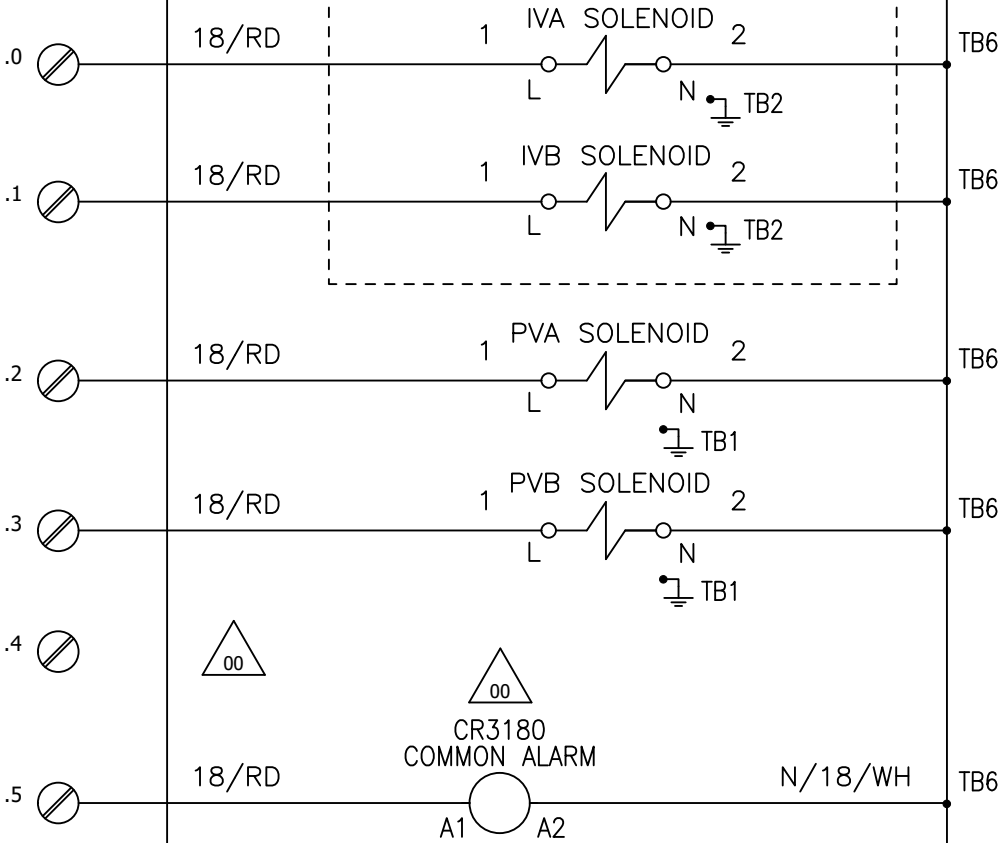 IVA SOLENOID
.0 18/RD 1 2 TB6
L N TB2
IVB SOLENOID
.1 18/RD 1 2 TB6
L N TB2
PVA SOLENOID
.2 18/RD 1 2 TB6
L N
TB1
PVB SOLENOID
.3 18/RD 1 2 TB6
L N
TB1
.4 00
00
CR3180
COMMON ALARM
.5 18/RD N/18/WH TB6
A1 A2